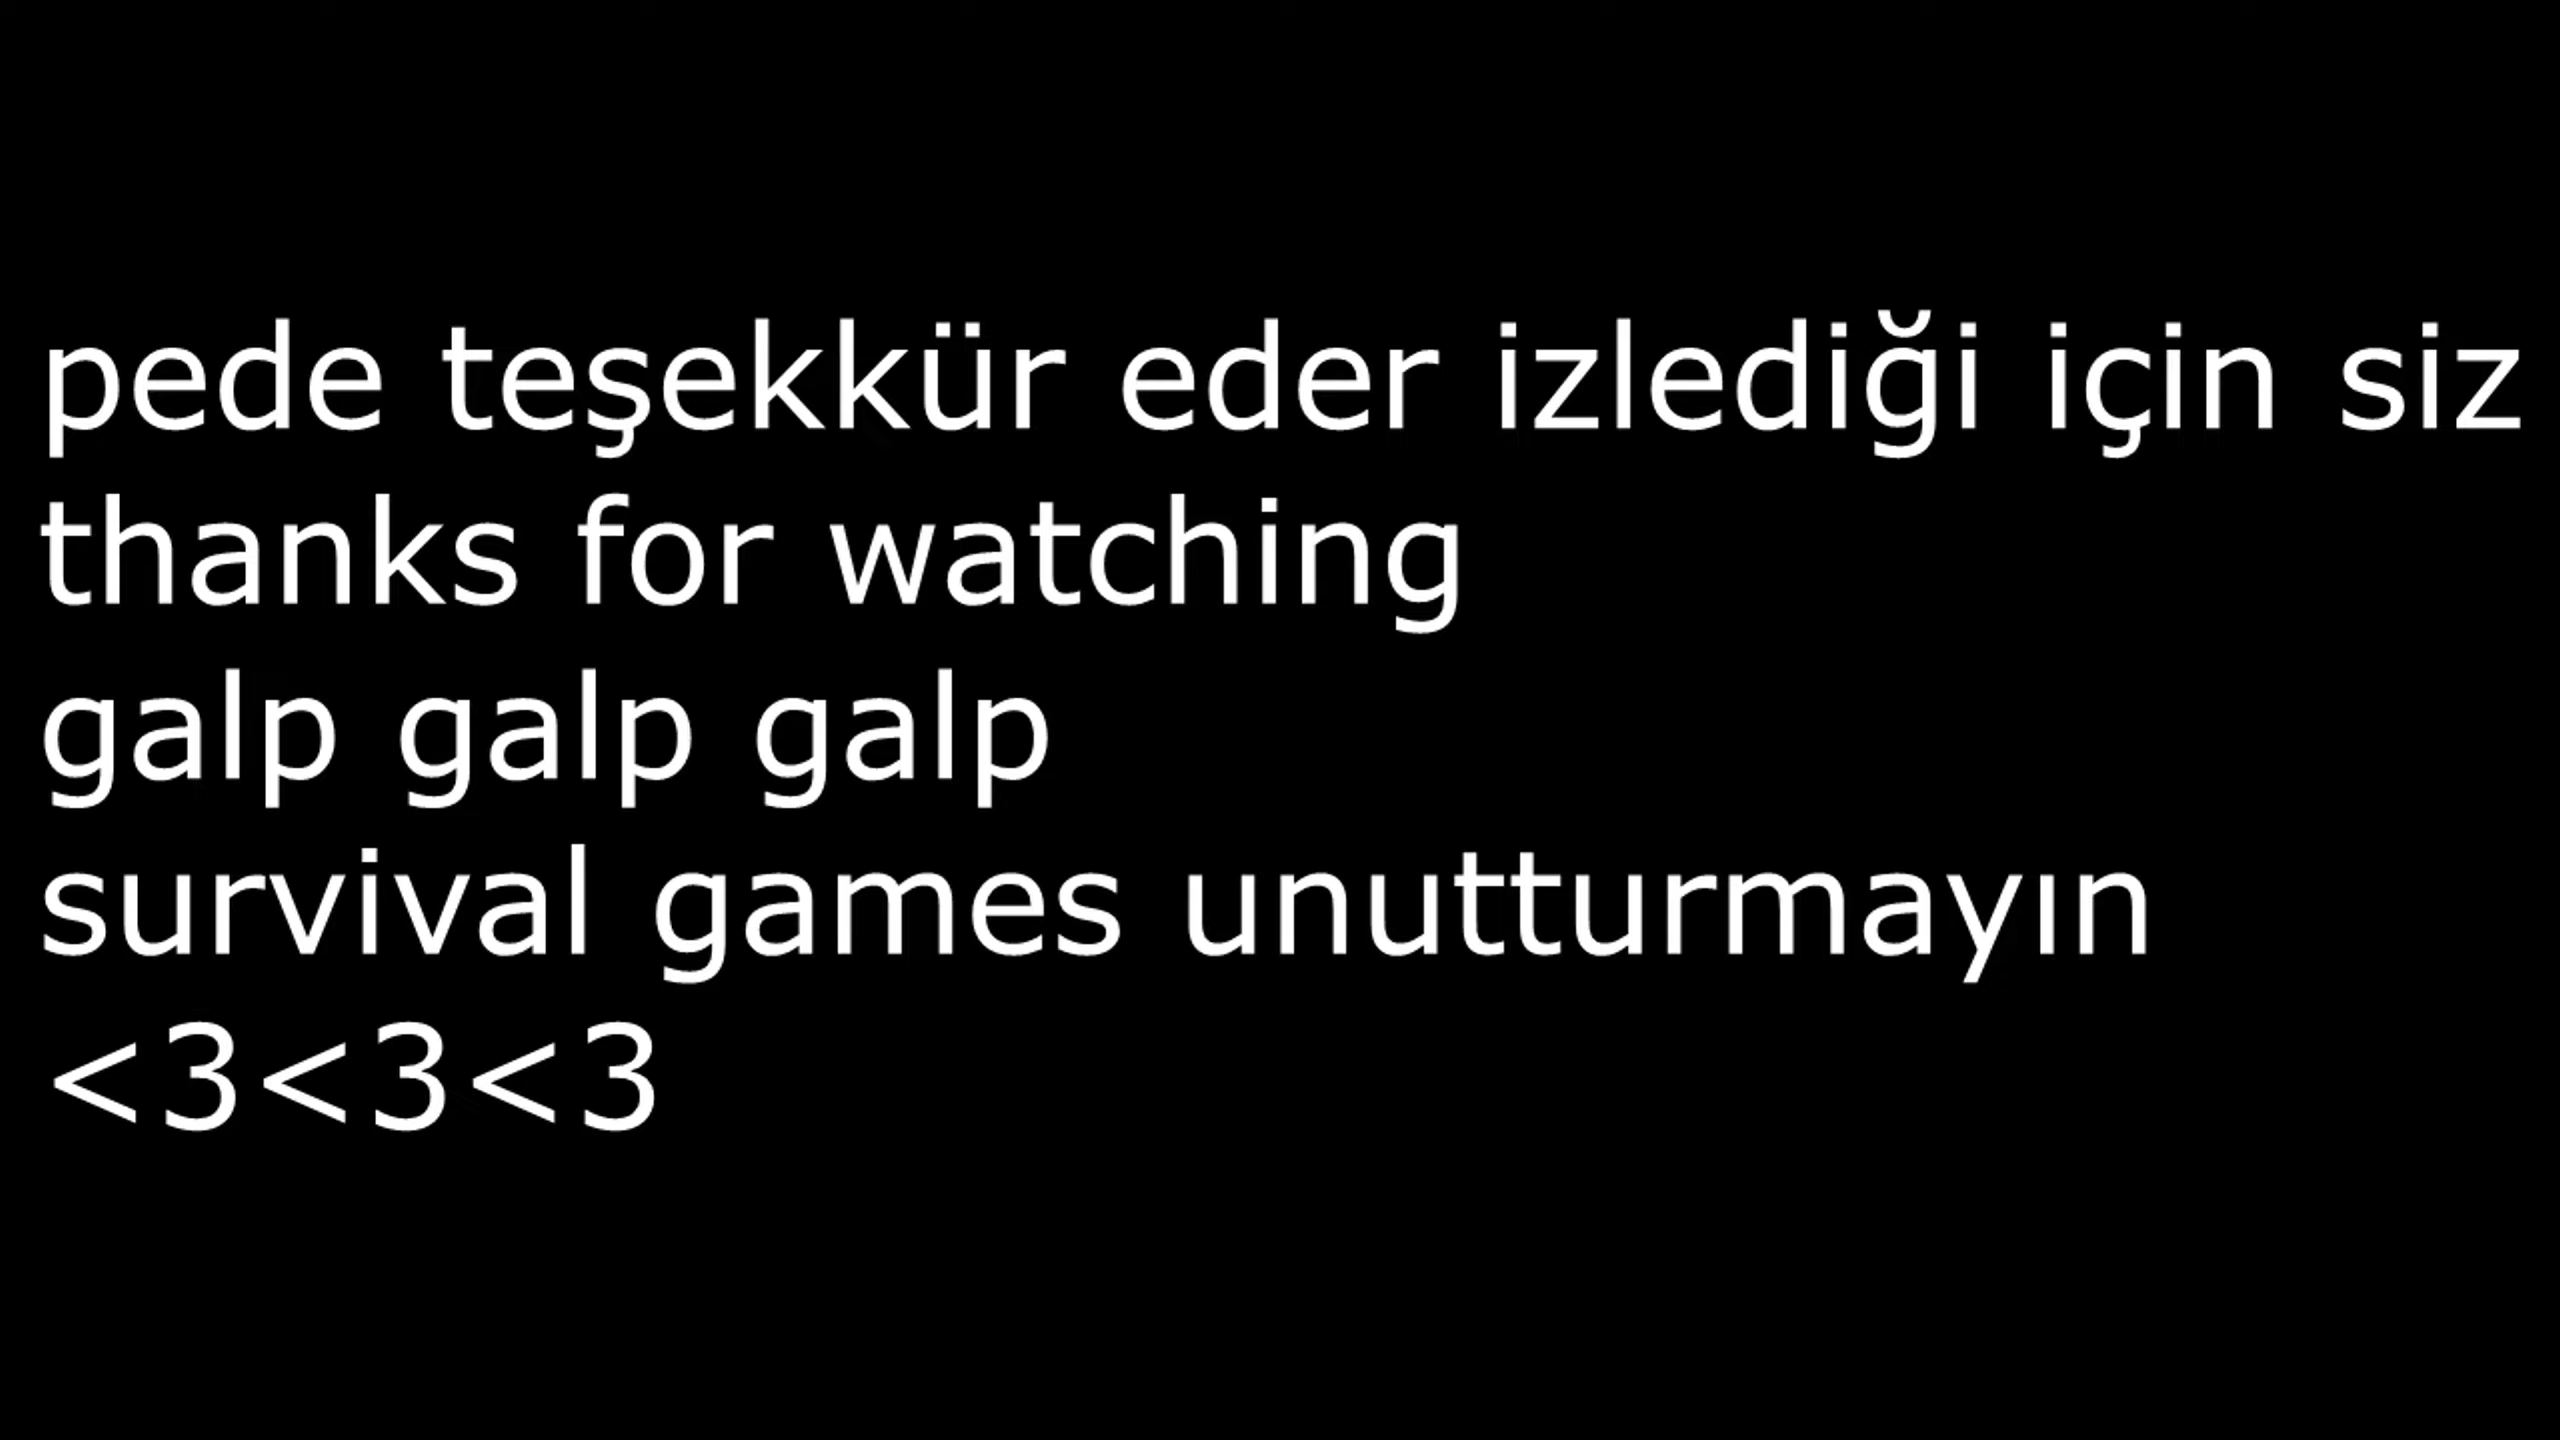 pede teşekkür eder izlediği için siz
thanks for watching
galp galp galp
survival games unutturmayın
<3<3<3